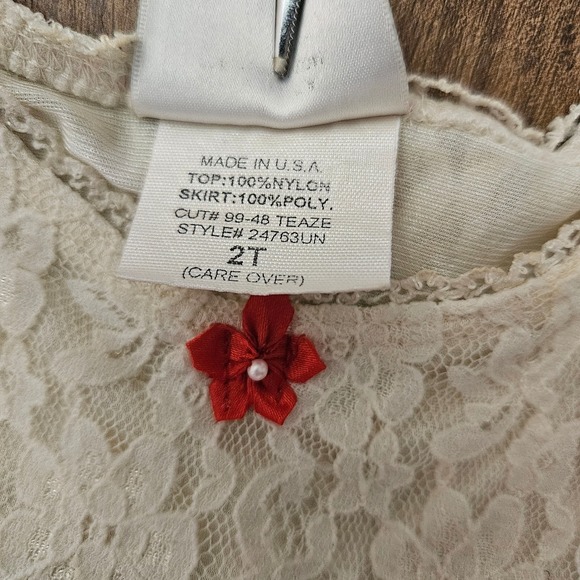 MADE IN U.S.A.
TOP:100%NYLON
SKIRT:100%POLY.
CUT# 99-48 TEAZE
STYLE# 24763UN
2T
(CARE OVER)